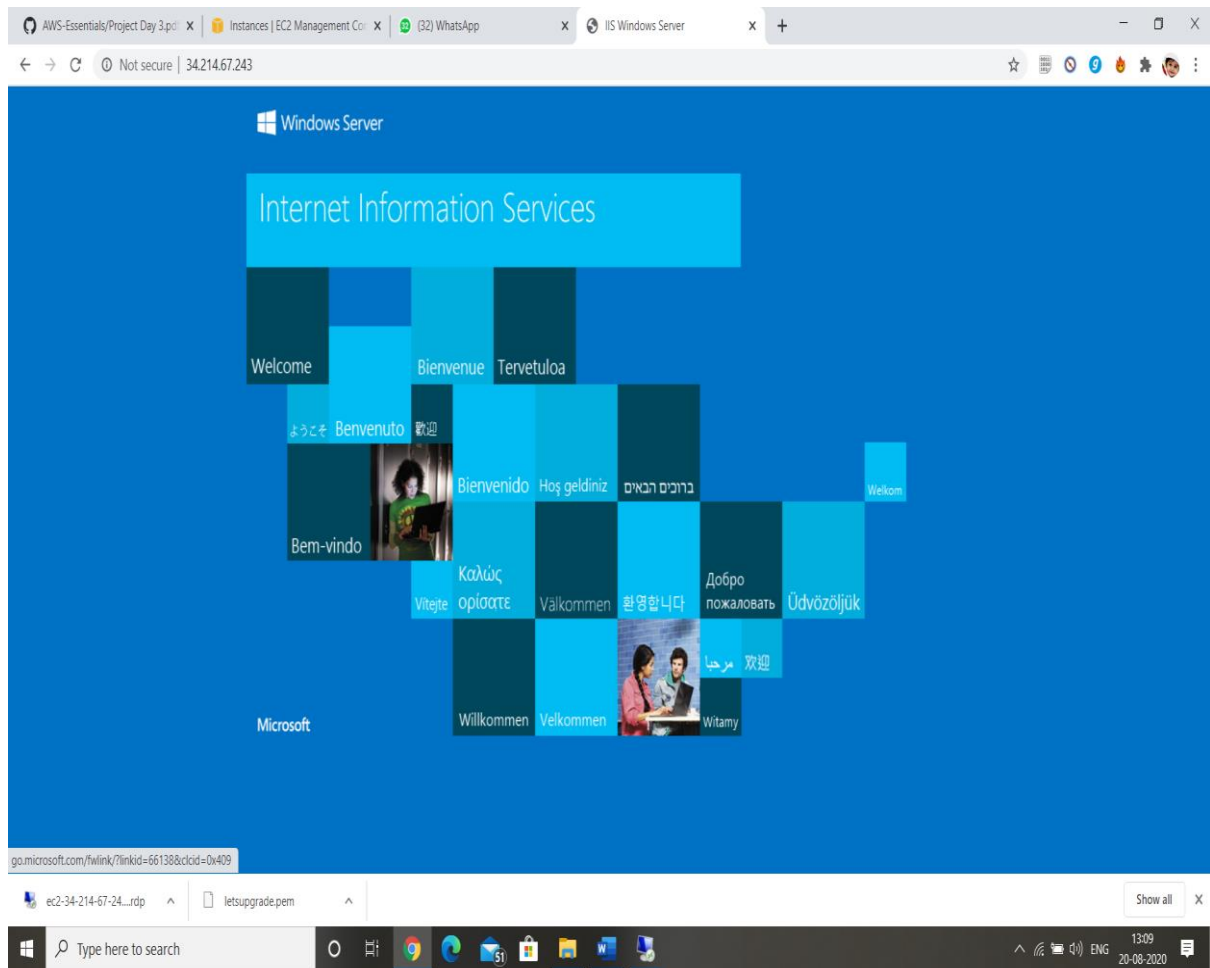 AWS-Essentials/Project Day 3.pd
Instances | EC2 Management Co
(32) WhatsApp
IIS Windows Server
Not secure | 34.214.67.243
Windows Server
Internet Information Services
Welcome
Bienvenue
Tervetuloa
ようこそ
Benvenuto
歡迎
Bienvenido
Hoş geldiniz
ברוכים הבאים
Welkom
Bem-vindo
Vítejte
Καλώς
ορίσατε
Välkommen
환영합니다
Добро
пожаловать
Üdvözöljük
مرحبا
欢迎
Microsoft
Willkommen
Velkommen
Witamy
go.microsoft.com/fwlink/?linkid=66138&clcid=0x409
ec2-34-214-67-24....rdp
letsupgrade.pem
Show all
Type here to search
51
ENG
13:09
20-08-2020